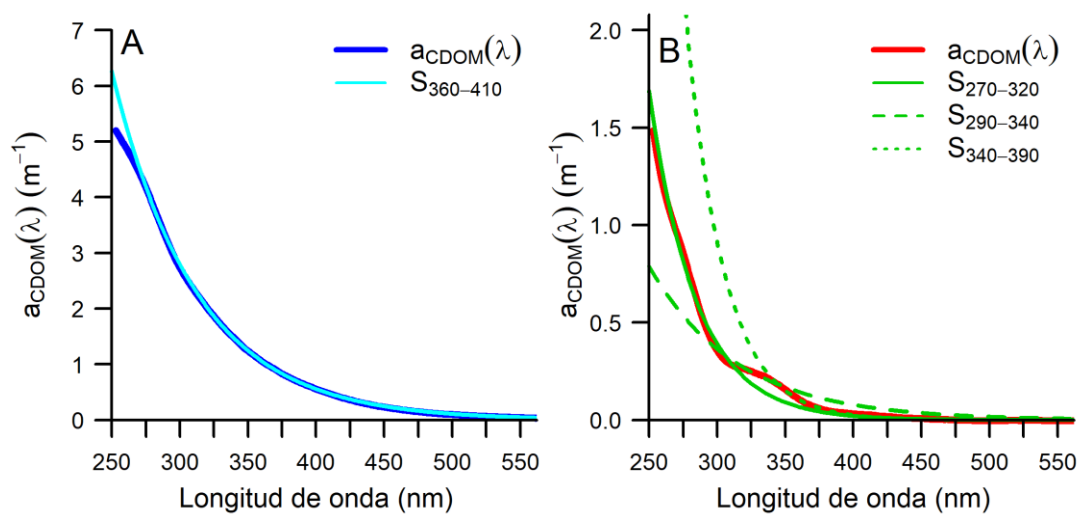 A
aCDOM(λ)
S360−410
aCDOM(λ) (m−1)
7
6
5
4
3
2
1
0
250 300 350 400 450 500 550
Longitud de onda (nm)
B
aCDOM(λ)
S270−320
S290−340
S340−390
aCDOM(λ) (m−1)
2.0
1.5
1.0
0.5
0.0
250 300 350 400 450 500 550
Longitud de onda (nm)